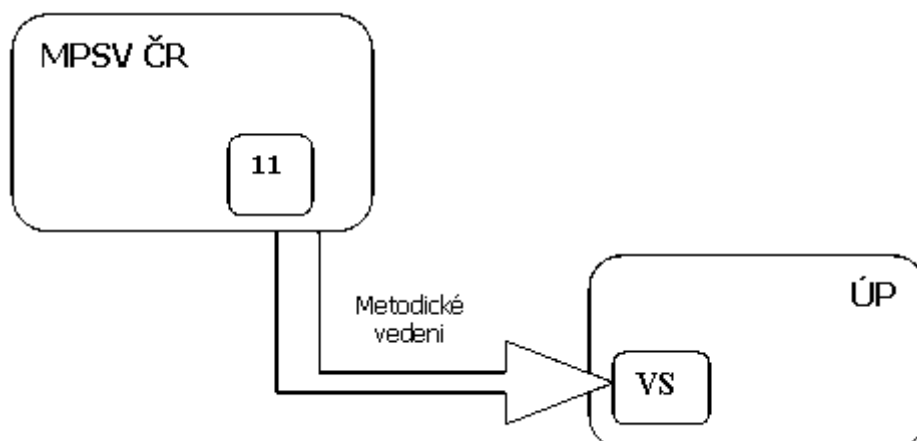 MPSV ČR
11
Metodické
vedeni
ÚP
VS